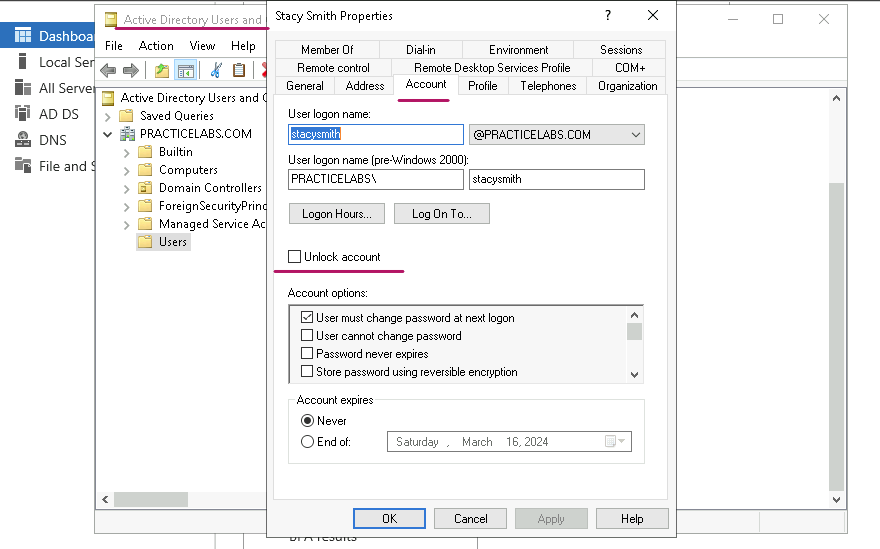 Dashboa
Local Ser
All Server
AD DS
DNS
File and S
Active Directory Users and
File Action View Help
Active Directory Users and C
Saved Queries
PRACTICELABS.COM
Builtin
Computers
Domain Controllers
ForeignSecurityPrinc
Managed Service Ac
Users
Stacy Smith Properties
Member Of Dial-in Environment Sessions
Remote control Remote Desktop Services Profile COM+
General Address Account Profile Telephones Organization
User logon name:
stacysmith @PRACTICELABS.COM
User logon name (pre-Windows 2000):
PRACTICELABS\ stacysmith
Logon Hours... Log On To...
Unlock account
Account options:
User must change password at next logon
User cannot change password
Password never expires
Store password using reversible encryption
Account expires
Never
End of: Saturday , March 16, 2024
OK Cancel Apply Help
BPA results